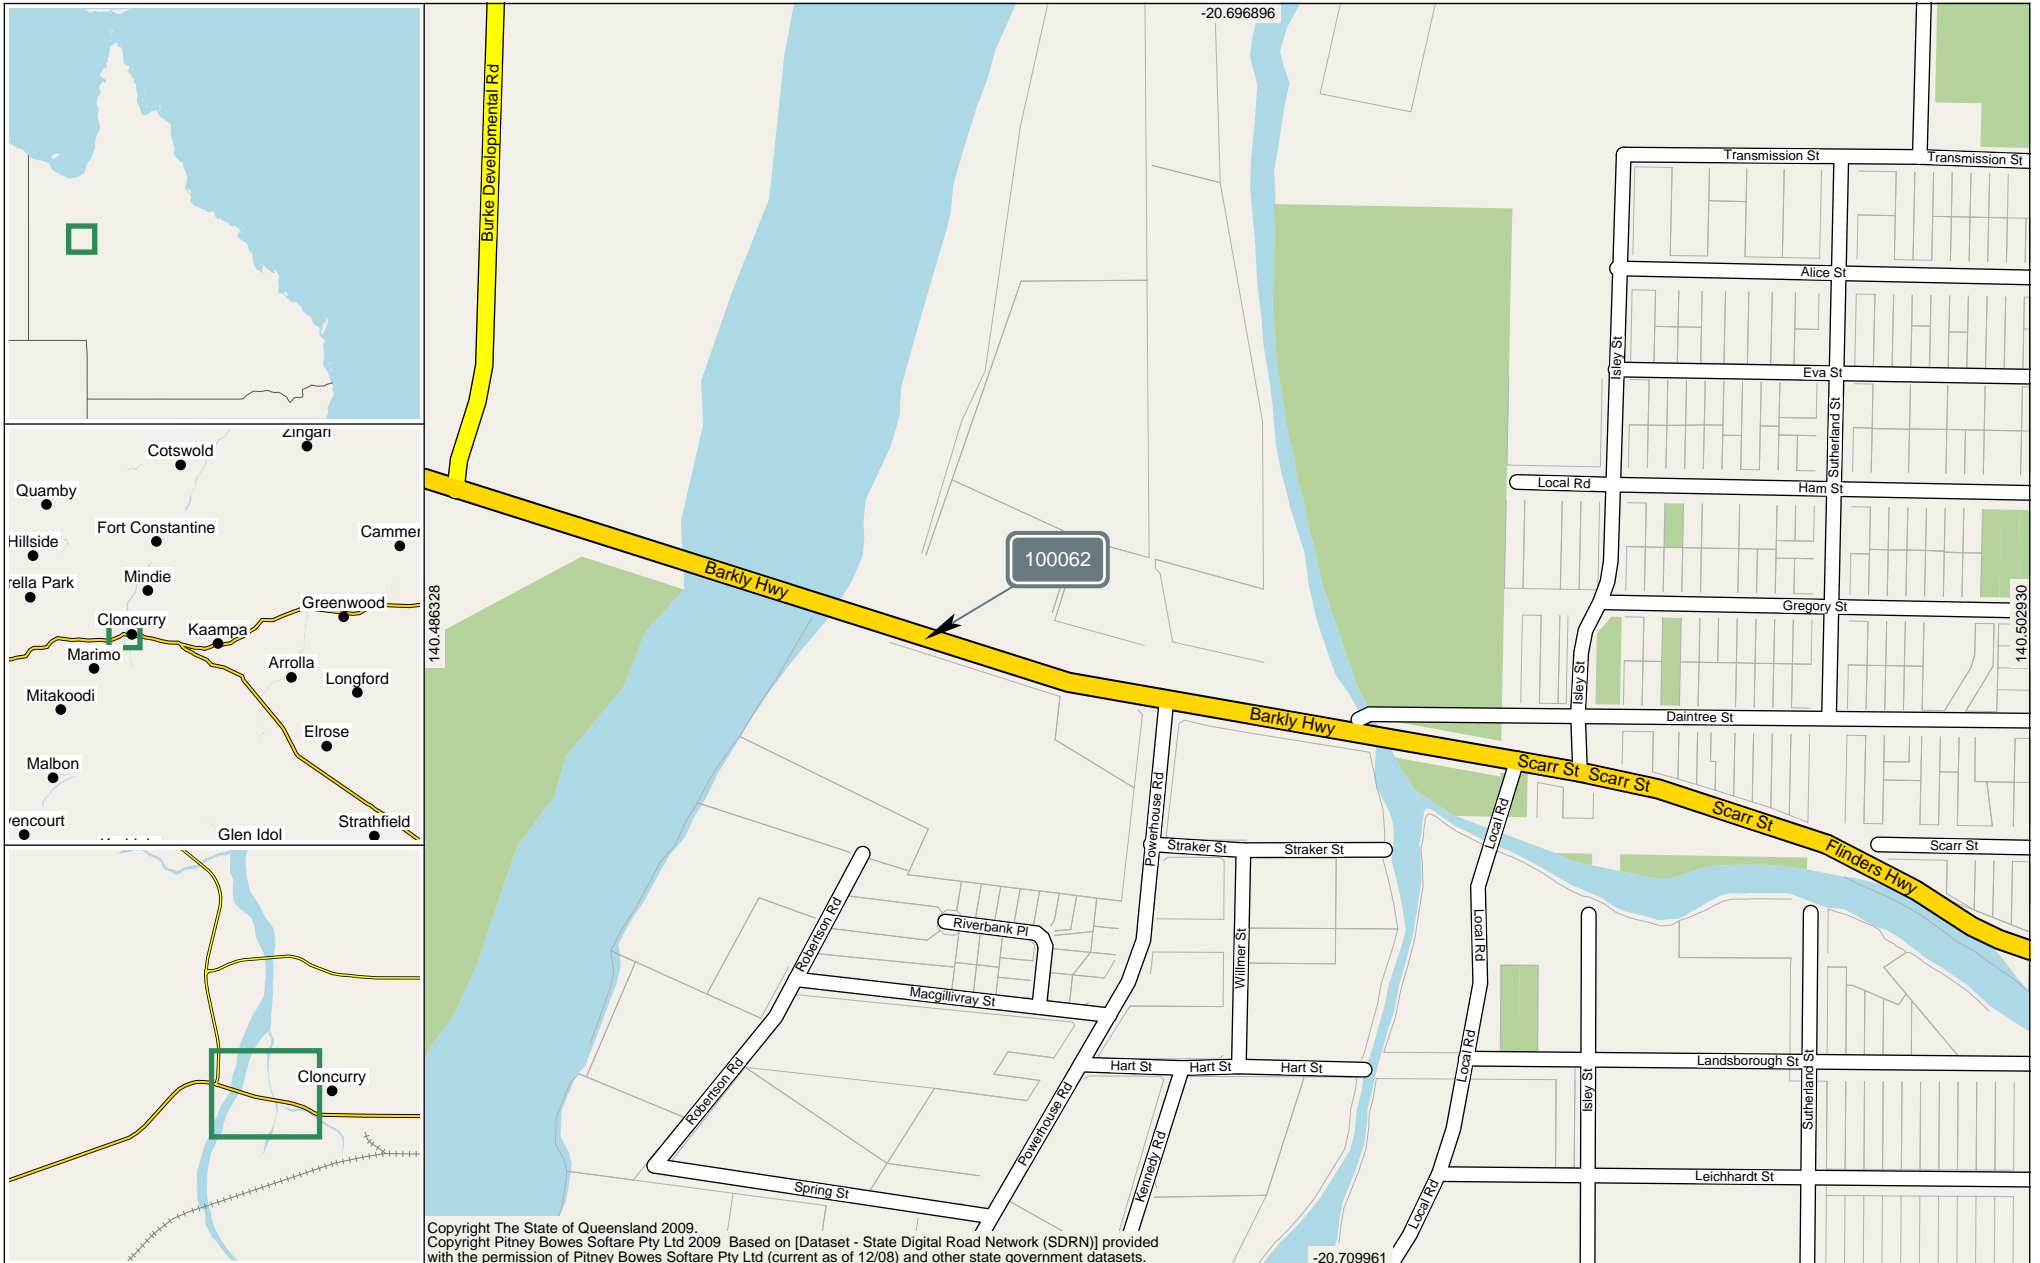 -20.696896
Burke Developmental Rd
Transmission St
Transmission St
Alice St
Isley St
Eva St
Sutherland St
Local Rd
Ham St
100062
Barkly Hwy
140.486328
Gregory St
140.502930
Isley St
Daintree St
Barkly Hwy
Scarr St
Scarr St
Scarr St
Flinders Hwy
Scarr St
Powerhouse Rd
Local Rd
Straker St
Straker St
Robertson Rd
Riverbank Pl
Willmer St
Local Rd
Macgillivray St
Local Rd
Landsborough St
Hart St
Hart St
Hart St
Robertson Rd
Powerhouse Rd
Isley St
Sutherland St
Kennedy Rd
Spring St
Leichhardt St
Local Rd
-20.709961
Zingari
Cotswold
Quamby
Fort Constantine
Hillside
Cammer
rella Park
Mindie
Greenwood
Cloncurry
Kaampa
Marimo
Arrolla
Longford
Mitakoodi
Elrose
Malbon
vencourt
Glen Idol
Strathfield
Cloncurry
Copyright The State of Queensland 2009.
Copyright Pitney Bowes Softare Pty Ltd 2009 Based on [Dataset - State Digital Road Network (SDRN)] provided
with the permission of Pitney Bowes Softare Pty Ltd (current as of 12/08) and other state government datasets.